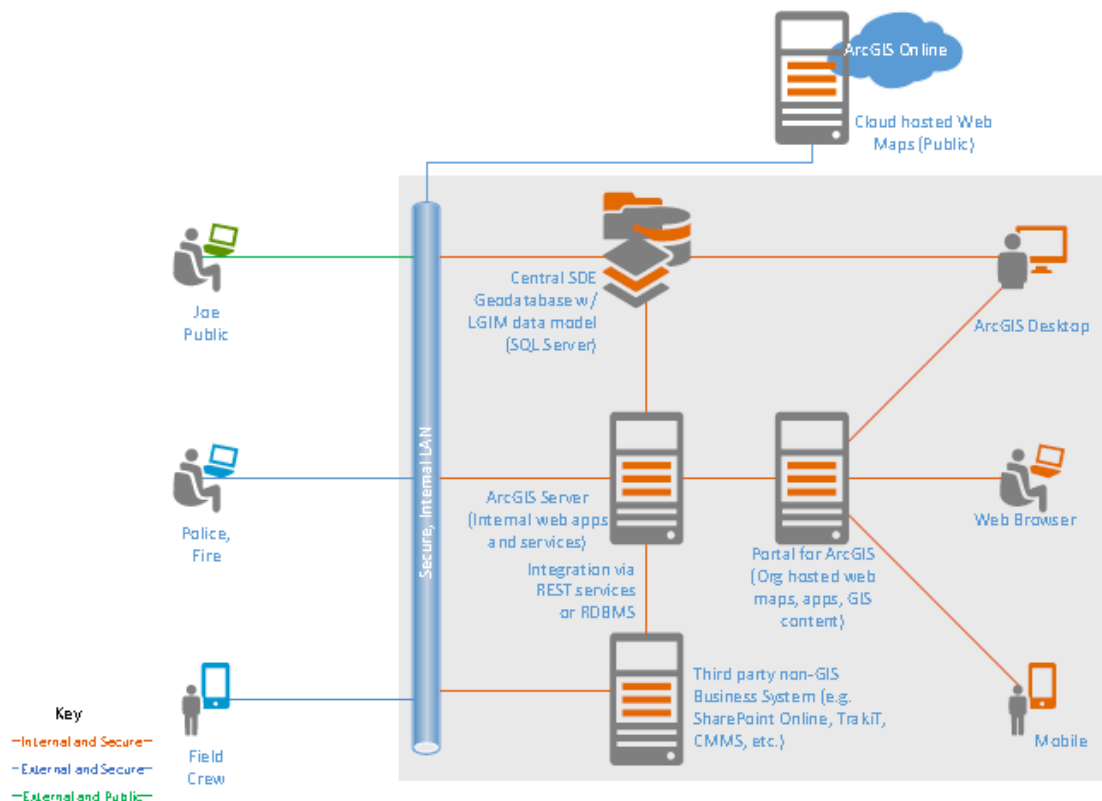 ArcGIS Online
Cloud hosted Web
Maps (Public)
Joe
Public
Central SDE
Geodatabase w/
LGIM data model
(SQL Server)
ArcGIS Desktop
Secure, Internal LAN
Police,
Fire
ArcGIS Server
(Internal web apps
and services)
Integration via
REST services
or RDBMS
Portal for ArcGIS
(Org hosted web
maps, apps, GIS
content)
Web Browser
Field
Crew
Third party non-GIS
Business System (e.g.
SharePoint Online, TrakiT,
CMMS, etc.)
Mobile
Key
Internal and Secure
External and Secure
External and Public